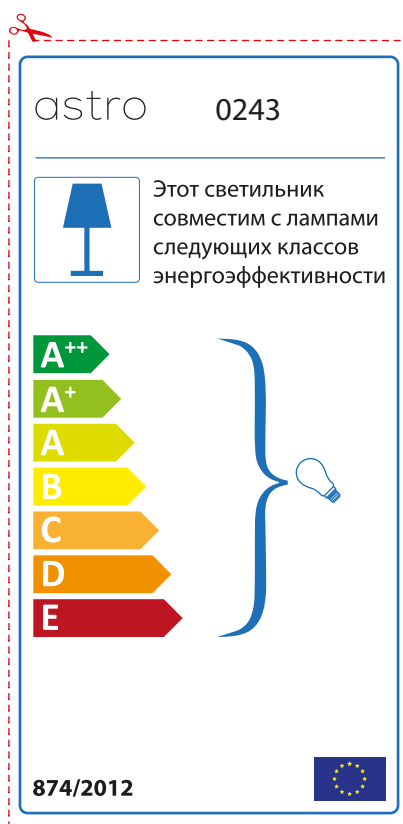 astro 0243
Этот светильник
совместим с лампами
следующих классов
энергоэффективности
A++
A+
A
B
C
D
E
874/2012